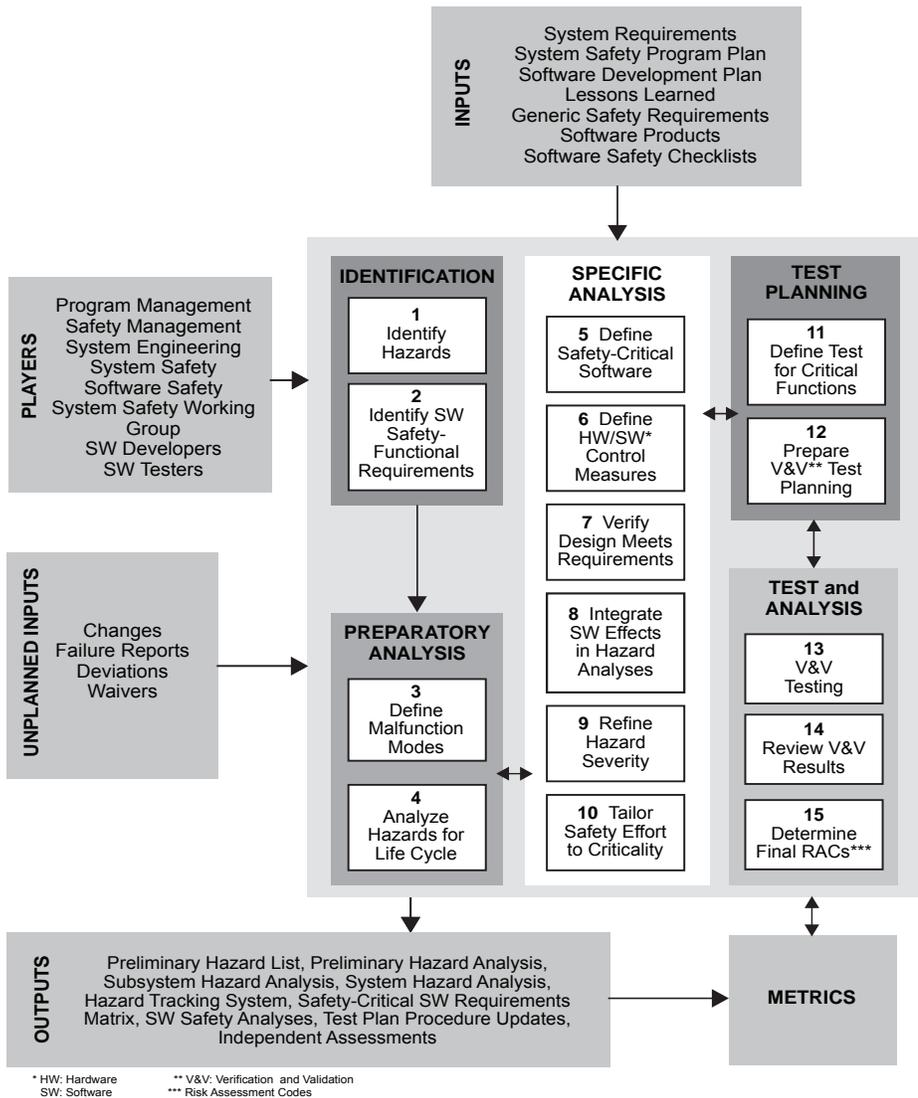 INPUTS
System Requirements
System Safety Program Plan
Software Development Plan
Lessons Learned
Generic Safety Requirements
Software Products
Software Safety Checklists
PLAYERS
Program Management
Safety Management
System Engineering
System Safety
Software Safety
System Safety Working
Group
SW Developers
SW Testers
UNPLANNED INPUTS
Changes
Failure Reports
Deviations
Waivers
IDENTIFICATION
1
Identify
Hazards
2
Identify SW
Safety-
Functional
Requirements
PREPARATORY
ANALYSIS
3
Define
Malfunction
Modes
4
Analyze
Hazards for
Life Cycle
SPECIFIC
ANALYSIS
5 Define
Safety-Critical
Software
6 Define
HW/SW*
Control
Measures
7 Verify
Design Meets
Requirements
8 Integrate
SW Effects
in Hazard
Analyses
9 Refine
Hazard
Severity
10 Tailor
Safety Effort
to Criticality
TEST
PLANNING
11
Define Test
for Critical
Functions
12
Prepare
V&V** Test
Planning
TEST and
ANALYSIS
13
V&V
Testing
14
Review V&V
Results
15
Determine
Final RACs***
OUTPUTS
Preliminary Hazard List, Preliminary Hazard Analysis,
Subsystem Hazard Analysis, System Hazard Analysis,
Hazard Tracking System, Safety-Critical SW Requirements
Matrix, SW Safety Analyses, Test Plan Procedure Updates,
Independent Assessments
METRICS
* HW: Hardware
SW: Software
** V&V: Verification and Validation
*** Risk Assessment Codes